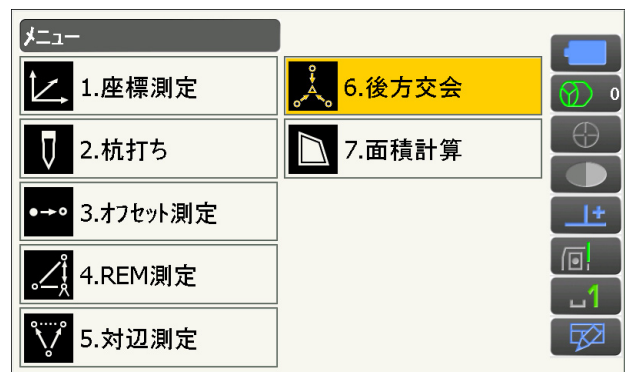 メニュー
1.座標測定
2.杭打ち
3.オフセット測定
4.REM測定
5.対辺測定
6.後方交会
7.面積計算
0
1